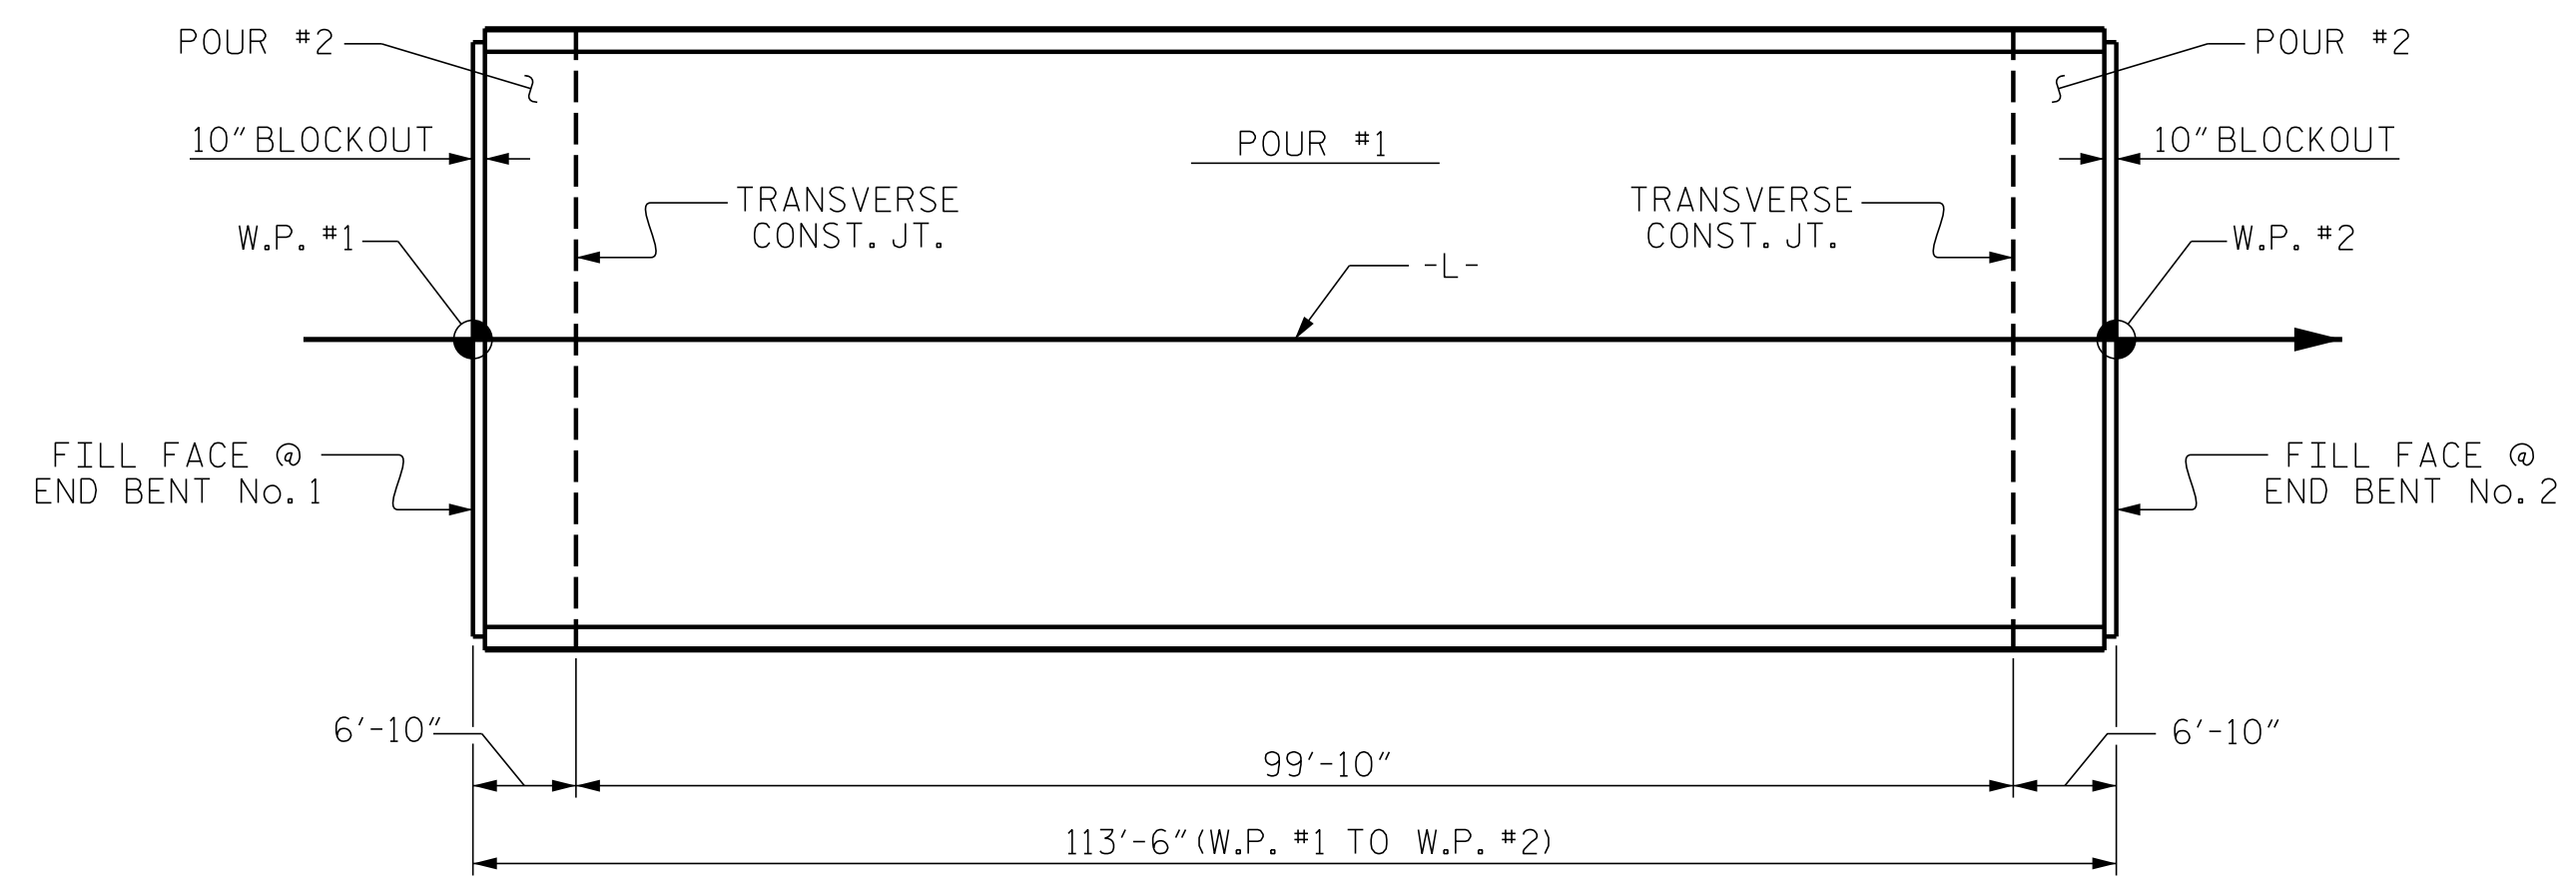 POUR #2
POUR #2
10" BLOCKOUT
POUR #1
10" BLOCKOUT
TRANSVERSE
CONST. JT.
TRANSVERSE
CONST. JT.
W.P. #1
W.P. #2
-L-
FILL FACE @
END BENT No. 1
FILL FACE @
END BENT No. 2
6'-10"
6'-10"
99'-10"
113'-6" (W.P. #1 TO W.P. #2)